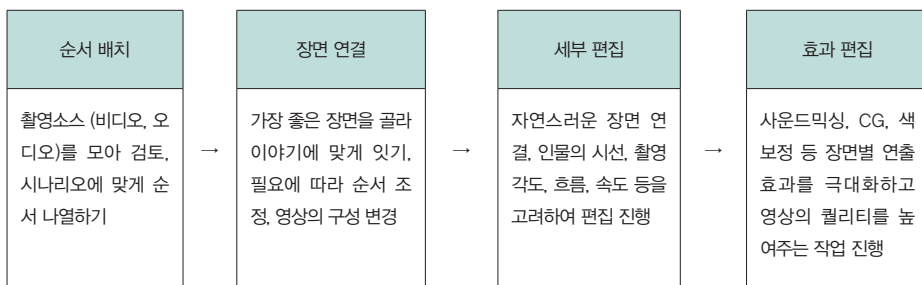 순서 배치
촬영소스 (비디오, 오
디오)를 모아 검토,
시나리오에 맞게 순
서 나열하기
→
장면 연결
가장 좋은 장면을 골라
이야기에 맞게 잇기,
필요에 따라 순서 조
정, 영상의 구성 변경
→
세부 편집
자연스러운 장면 연
결, 인물의 시선, 촬영
각도, 흐름, 속도 등을
고려하여 편집 진행
→
효과 편집
사운드믹싱, CG, 색
보정 등 장면별 연출
효과를 극대화하고
영상의 퀄리티를 높
여주는 작업 진행